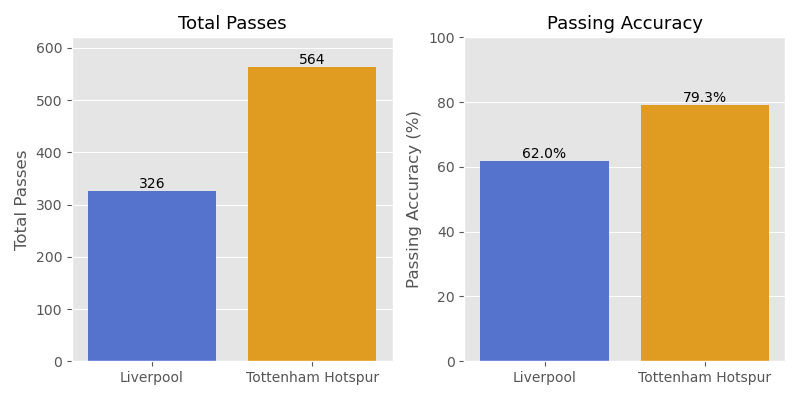 Total Passes
Total Passes
600
500
400
300
200
100
0
326
564
Liverpool
Tottenham Hotspur
Passing Accuracy
Passing Accuracy (%)
100
80
60
40
20
0
62.0%
79.3%
Liverpool
Tottenham Hotspur